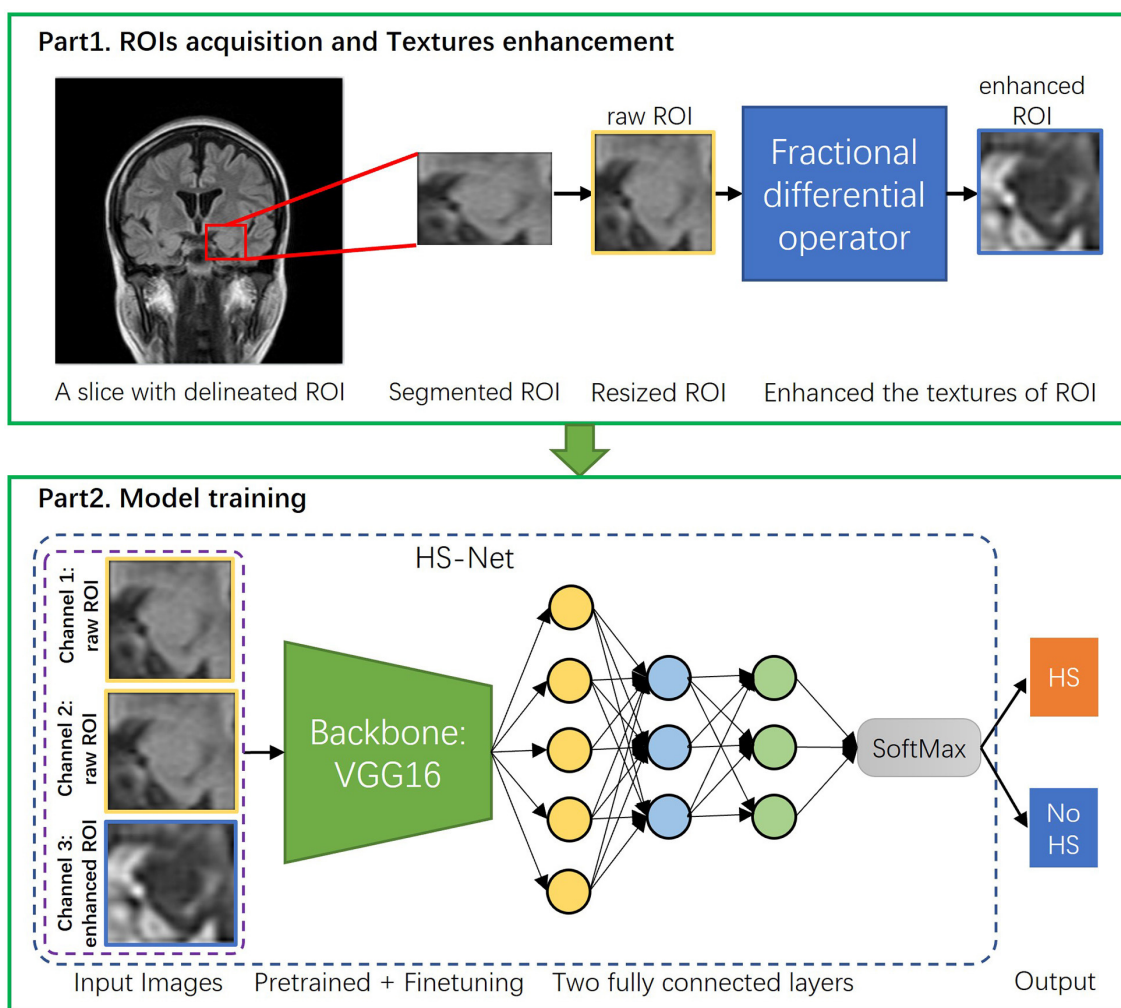 Part1. ROIs acquisition and Textures enhancement
raw ROI
enhanced
ROI
Fractional
differential
operator
A slice with delineated ROI
Segmented ROI
Resized ROI
Enhanced the textures of ROI
Part2. Model training
HS-Net
Channel 1:
raw ROI
Channel 2:
raw ROI
Channel 3:
enhanced ROI
Backbone:
VGG16
SoftMax
HS
No
HS
Input Images
Pretrained + Finetuning
Two fully connected layers
Output